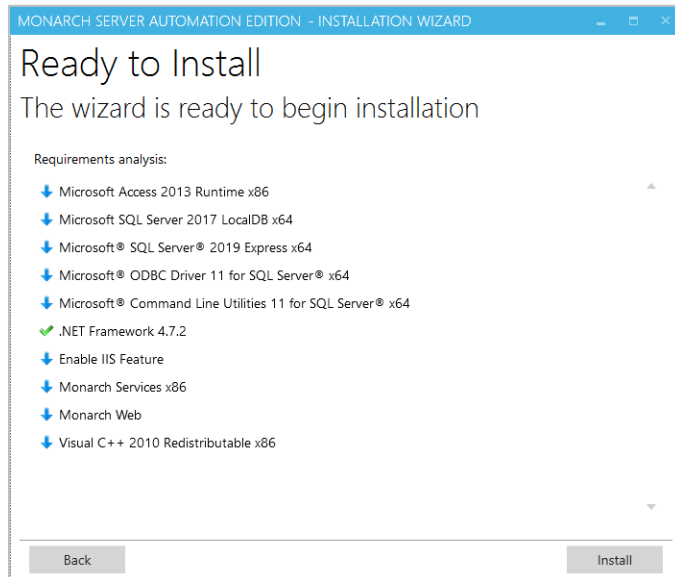 MONARCH SERVER AUTOMATION EDITION - INSTALLATION WIZARD
Ready to Install
The wizard is ready to begin installation
Requirements analysis:
Microsoft Access 2013 Runtime x86
Microsoft SQL Server 2017 LocalDB x64
Microsoft® SQL Server® 2019 Express x64
Microsoft® ODBC Driver 11 for SQL Server® x64
Microsoft® Command Line Utilities 11 for SQL Server® x64
.NET Framework 4.7.2
Enable IIS Feature
Monarch Services x86
Monarch Web
Visual C++ 2010 Redistributable x86
Back Install